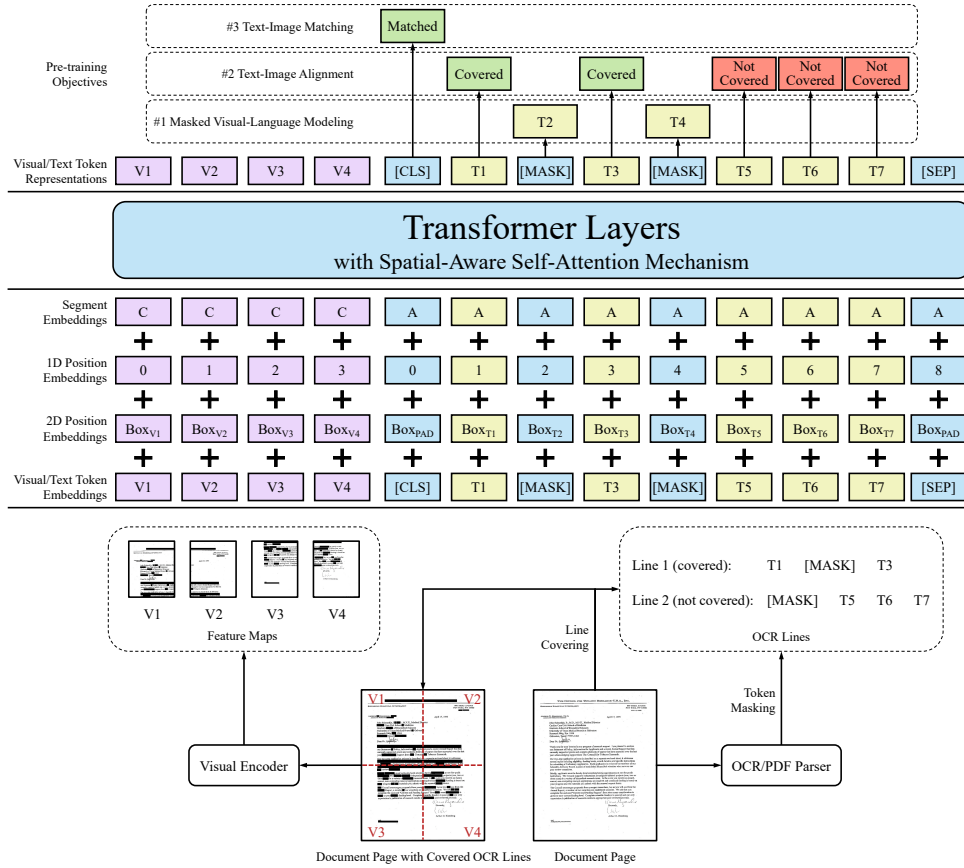 #3 Text-Image Matching Matched
Pre-training Objectives
#2 Text-Image Alignment Covered Covered Not Covered Not Covered Not Covered
#1 Masked Visual-Language Modeling T2 T4
Visual/Text Token Representations V1 V2 V3 V4 [CLS] T1 [MASK] T3 [MASK] T5 T6 T7 [SEP]
Transformer Layers
with Spatial-Aware Self-Attention Mechanism
Segment Embeddings C C C C A A A A A A A A A
+ + + + + + + + + + + + +
1D Position Embeddings 0 1 2 3 0 1 2 3 4 5 6 7 8
+ + + + + + + + + + + + +
2D Position Embeddings BoxV1 BoxV2 BoxV3 BoxV4 BoxPAD BoxT1 BoxT2 BoxT3 BoxT4 BoxT5 BoxT6 BoxT7 BoxPAD
+ + + + + + + + + + + + +
Visual/Text Token Embeddings V1 V2 V3 V4 [CLS] T1 [MASK] T3 [MASK] T5 T6 T7 [SEP]
V1 V2 V3 V4
Feature Maps
Line 1 (covered): T1 [MASK] T3
Line 2 (not covered): [MASK] T5 T6 T7
OCR Lines
Line Covering
Token Masking
Visual Encoder
V1 V2
V3 V4
OCR/PDF Parser
Document Page with Covered OCR Lines
Document Page